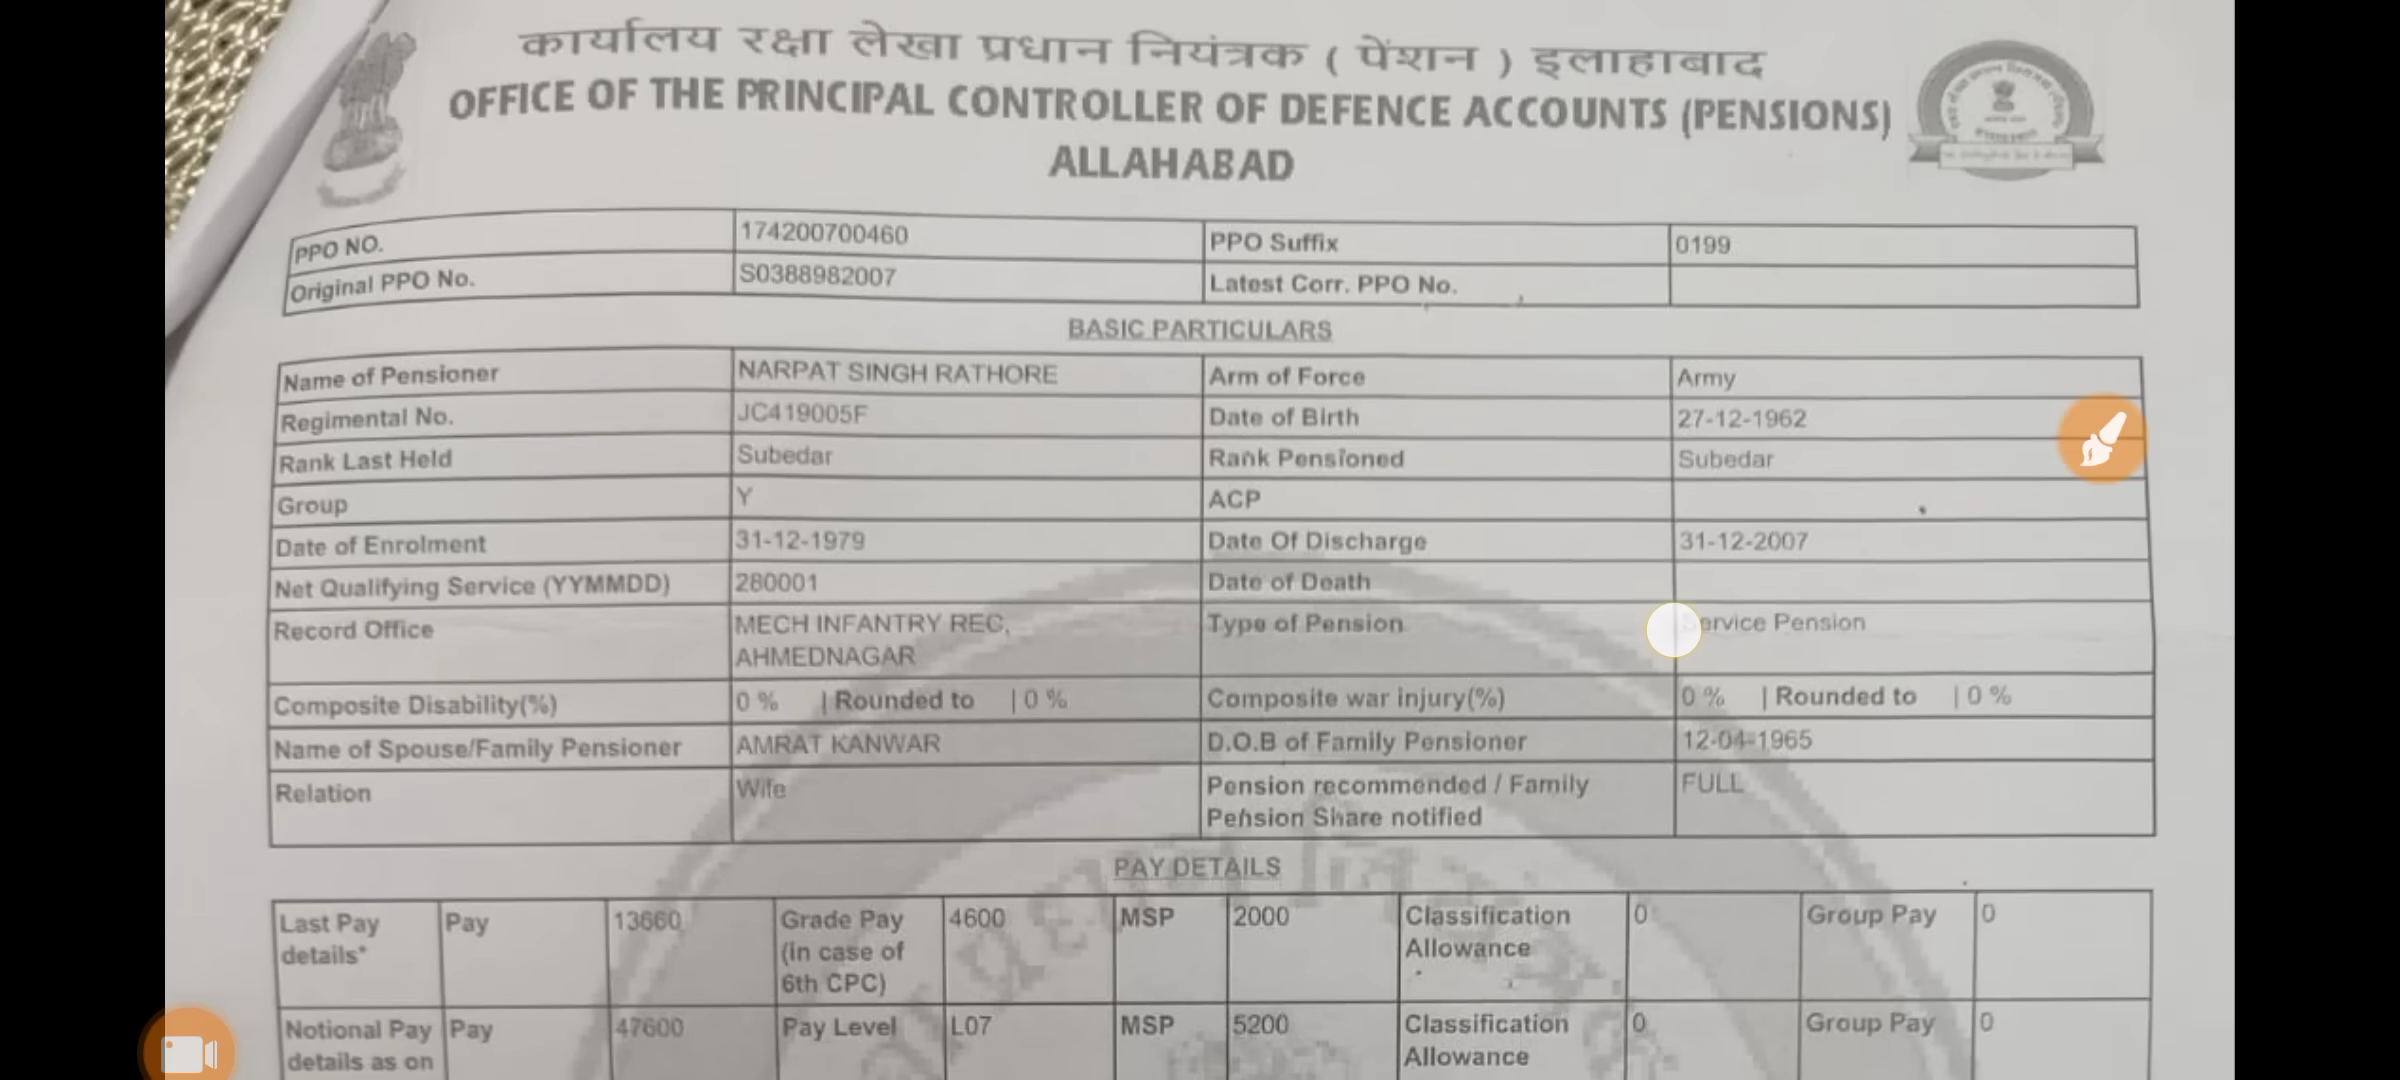 कार्यालय रक्षा लेखा प्रधान नियंत्रक ( पेंशन ) इलाहाबाद
OFFICE OF THE PRINCIPAL CONTROLLER OF DEFENCE ACCOUNTS (PENSIONS)
ALLAHABAD
PPO NO. 174200700460 PPO Suffix 0199
Original PPO No. S0388982007 Latest Corr. PPO No.
BASIC PARTICULARS
Name of Pensioner NARPAT SINGH RATHORE Arm of Force Army
Regimental No. JC419005F Date of Birth 27-12-1962
Rank Last Held Subedar Rank Pensioned Subedar
Group Y ACP
Date of Enrolment 31-12-1979 Date Of Discharge 31-12-2007
Net Qualifying Service (YYMMDD) 280001 Date of Death
Record Office MECH INFANTRY REC, Type of Pension ervice Pension
AHMEDNAGAR
Composite Disability(%) 0 % | Rounded to | 0 % Composite war injury(%) 0 % | Rounded to | 0 %
Name of Spouse/Family Pensioner AMRAT KANWAR D.O.B of Family Pensioner 12-04-1965
Relation Wife Pension recommended / Family FULL
Pension Share notified
PAY DETAILS
Last Pay Pay 13660 Grade Pay 4600 MSP 2000 Classification 0 Group Pay 0
details* (in case of Allowance
6th CPC)
Notional Pay Pay 47600 Pay Level L07 MSP 5200 Classification 0 Group Pay 0
details as on Allowance